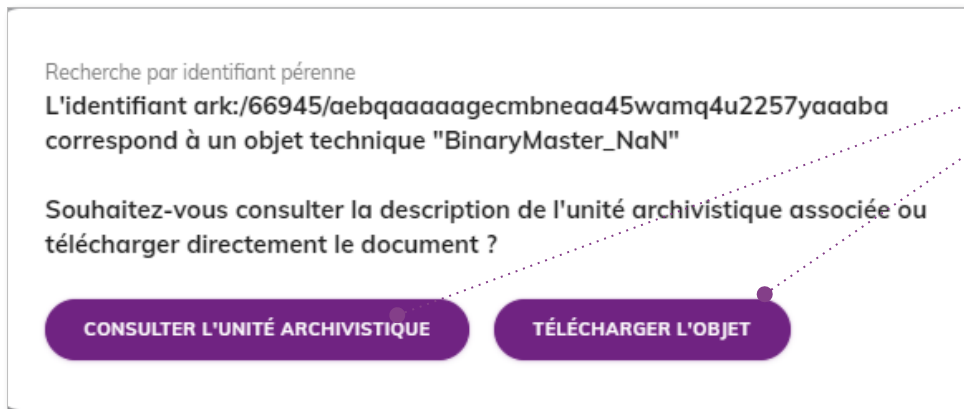 Recherche par identifiant pérenne
L'identifiant ark:/66945/aebqaaaaagecmbneaa45wamq4u2257yaaaba
correspond à un objet technique "BinaryMaster_NaN"
Souhaitez-vous consulter la description de l'unité archivistique associée ou
télécharger directement le document ?
CONSULTER L'UNITÉ ARCHIVISTIQUE TÉLÉCHARGER L'OBJET